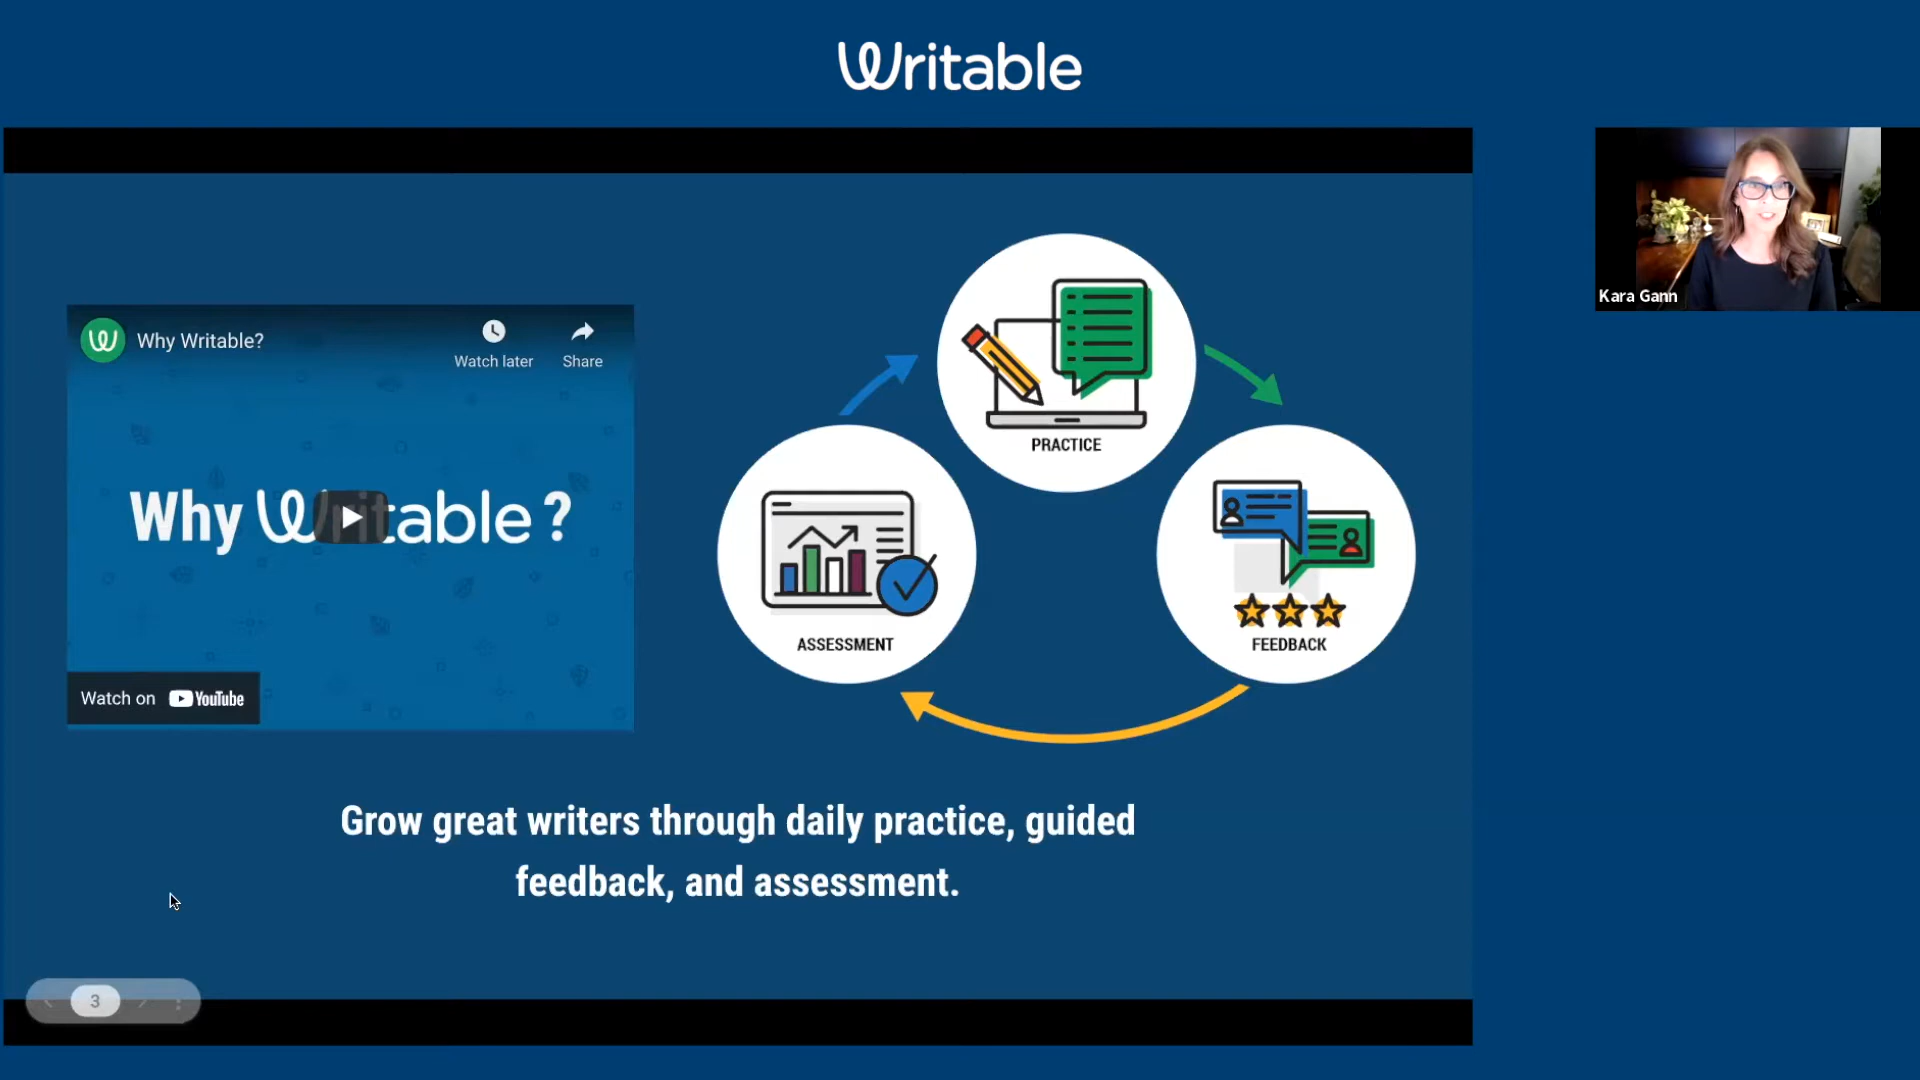 Writable
Kara Gann
Why Writable?
Watch later
Share
Why Writable?
Watch on YouTube
PRACTICE
ASSESSMENT
FEEDBACK
Grow great writers through daily practice, guided
feedback, and assessment.
3